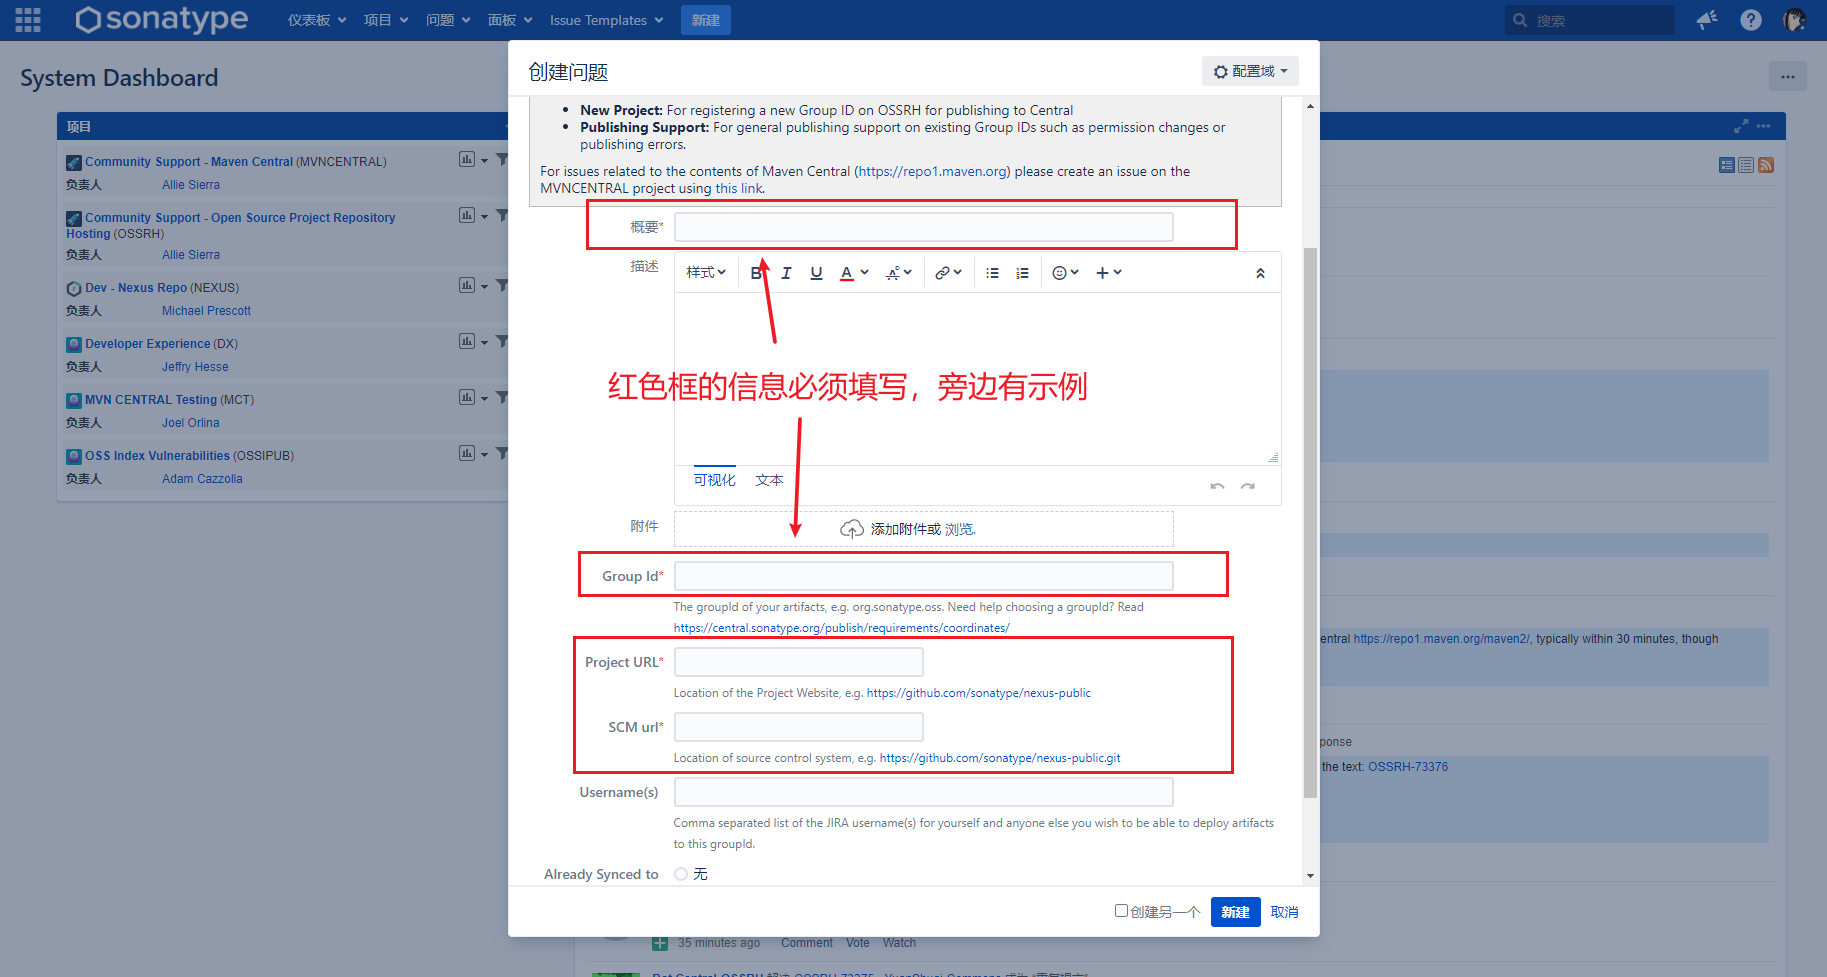 sonatype
仪表板 项目 问题 面板 Issue Templates 新建 搜索
System Dashboard
项目
Community Support - Maven Central (MVNCENTRAL)
负责人 Allie Sierra
Community Support - Open Source Project Repository
Hosting (OSSRH)
负责人 Allie Sierra
Dev - Nexus Repo (NEXUS)
负责人 Michael Prescott
Developer Experience (DX)
负责人 Jeffry Hesse
MVN CENTRAL Testing (MCT)
负责人 Joel Orlina
OSS Index Vulnerabilities (OSSIPUB)
负责人 Adam Cazzolla
创建问题 配置域
New Project: For registering a new Group ID on OSSRH for publishing to Central
Publishing Support: For general publishing support on existing Group IDs such as permission changes or
publishing errors.
For issues related to the contents of Maven Central (https://repo1.maven.org) please create an issue on the
MVNCENTRAL project using this link.
概要*
描述 样式 B I U A
红色框的信息必须填写，旁边有示例
可视化 文本
附件 添加附件或 浏览.
Group Id*
The groupId of your artifacts, e.g. org.sonatype.oss. Need help choosing a groupId? Read
https://central.sonatype.org/publish/requirements/coordinates/
Project URL*
Location of the Project Website, e.g. https://github.com/sonatype/nexus-public
SCM url*
Location of source control system, e.g. https://github.com/sonatype/nexus-public.git
Username(s)
Comma separated list of the JIRA username(s) for yourself and anyone else you wish to be able to deploy artifacts
to this groupId.
Already Synced to 无
创建另一个 新建 取消
entral https://repo1.maven.org/maven2/, typically within 30 minutes, though
ponse
the text: OSSRH-73376
35 minutes ago Comment Vote Watch